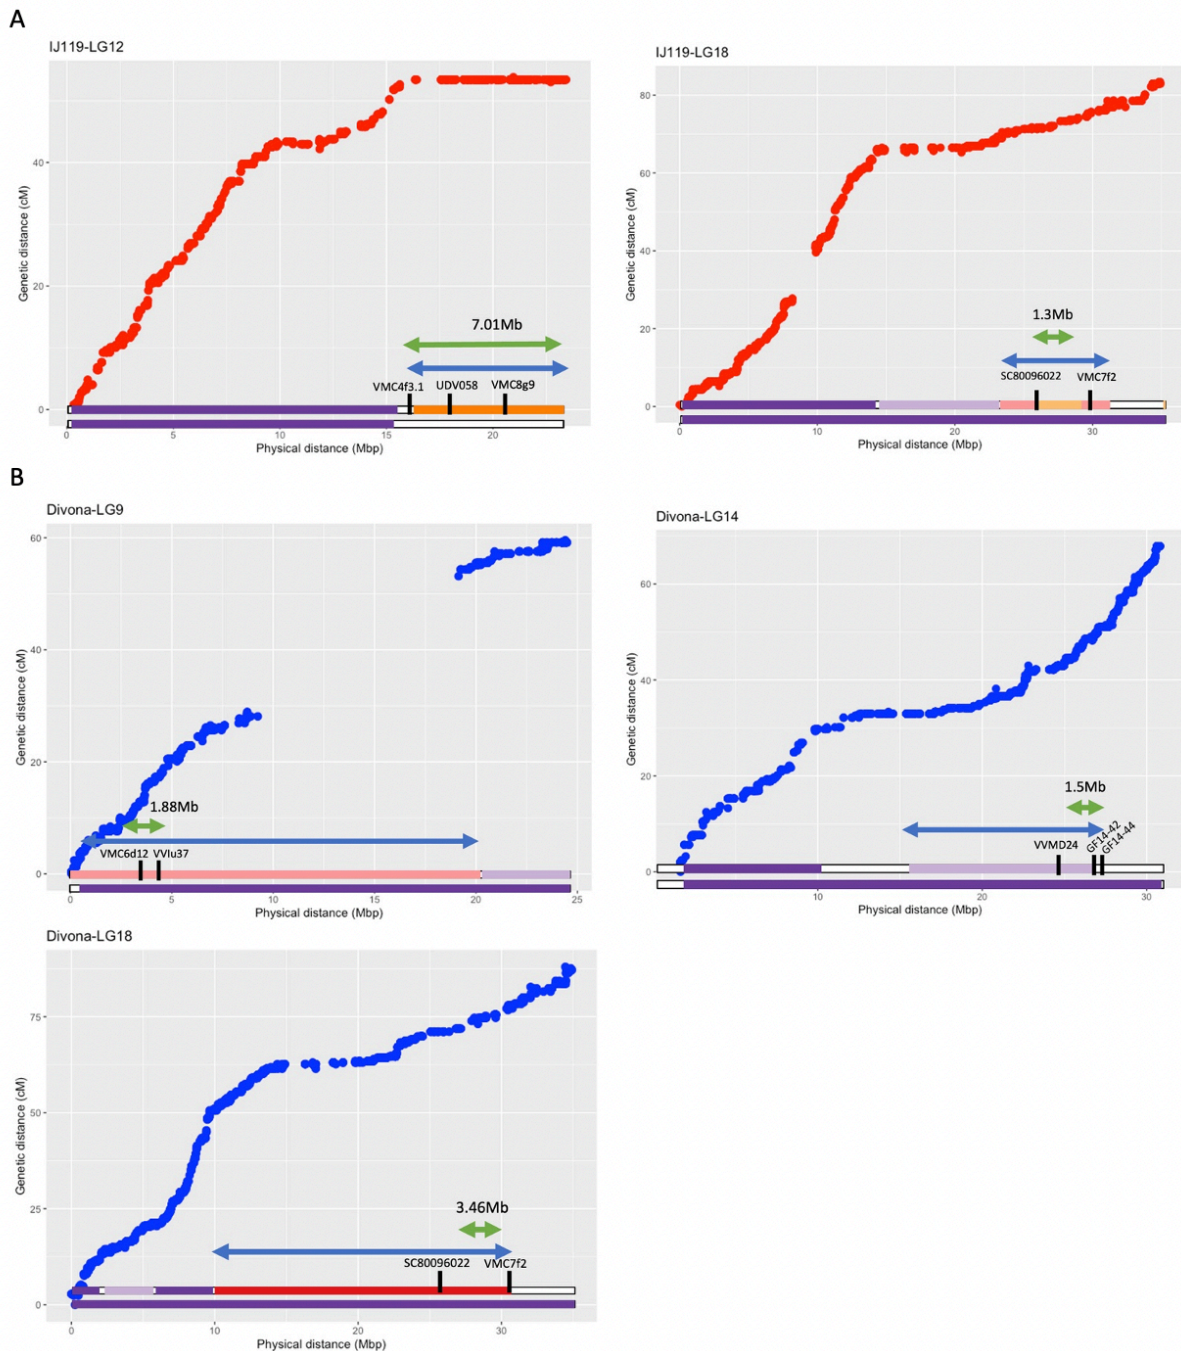 A
IJ119-LG12
Genetic distance (cM)
40
20
0
7.01Mb
VMC4f3.1 UDV058 VMC8g9
0 5 10 15 20
Physical distance (Mbp)
IJ119-LG18
Genetic distance (cM)
80
60
40
20
0
1.3Mb
SC80096022 VMC7f2
0 10 20 30
Physical distance (Mbp)
B
Divona-LG9
Genetic distance (cM)
60
40
20
0
1.88Mb
VMC6d12 VVIu37
0 5 10 15 20 25
Physical distance (Mbp)
Divona-LG14
Genetic distance (cM)
60
40
20
0
1.5Mb
VVMD24 GF14-42 GF14-44
10 20 30
Physical distance (Mbp)
Divona-LG18
Genetic distance (cM)
75
50
25
0
3.46Mb
SC80096022 VMC7f2
0 10 20 30
Physical distance (Mbp)